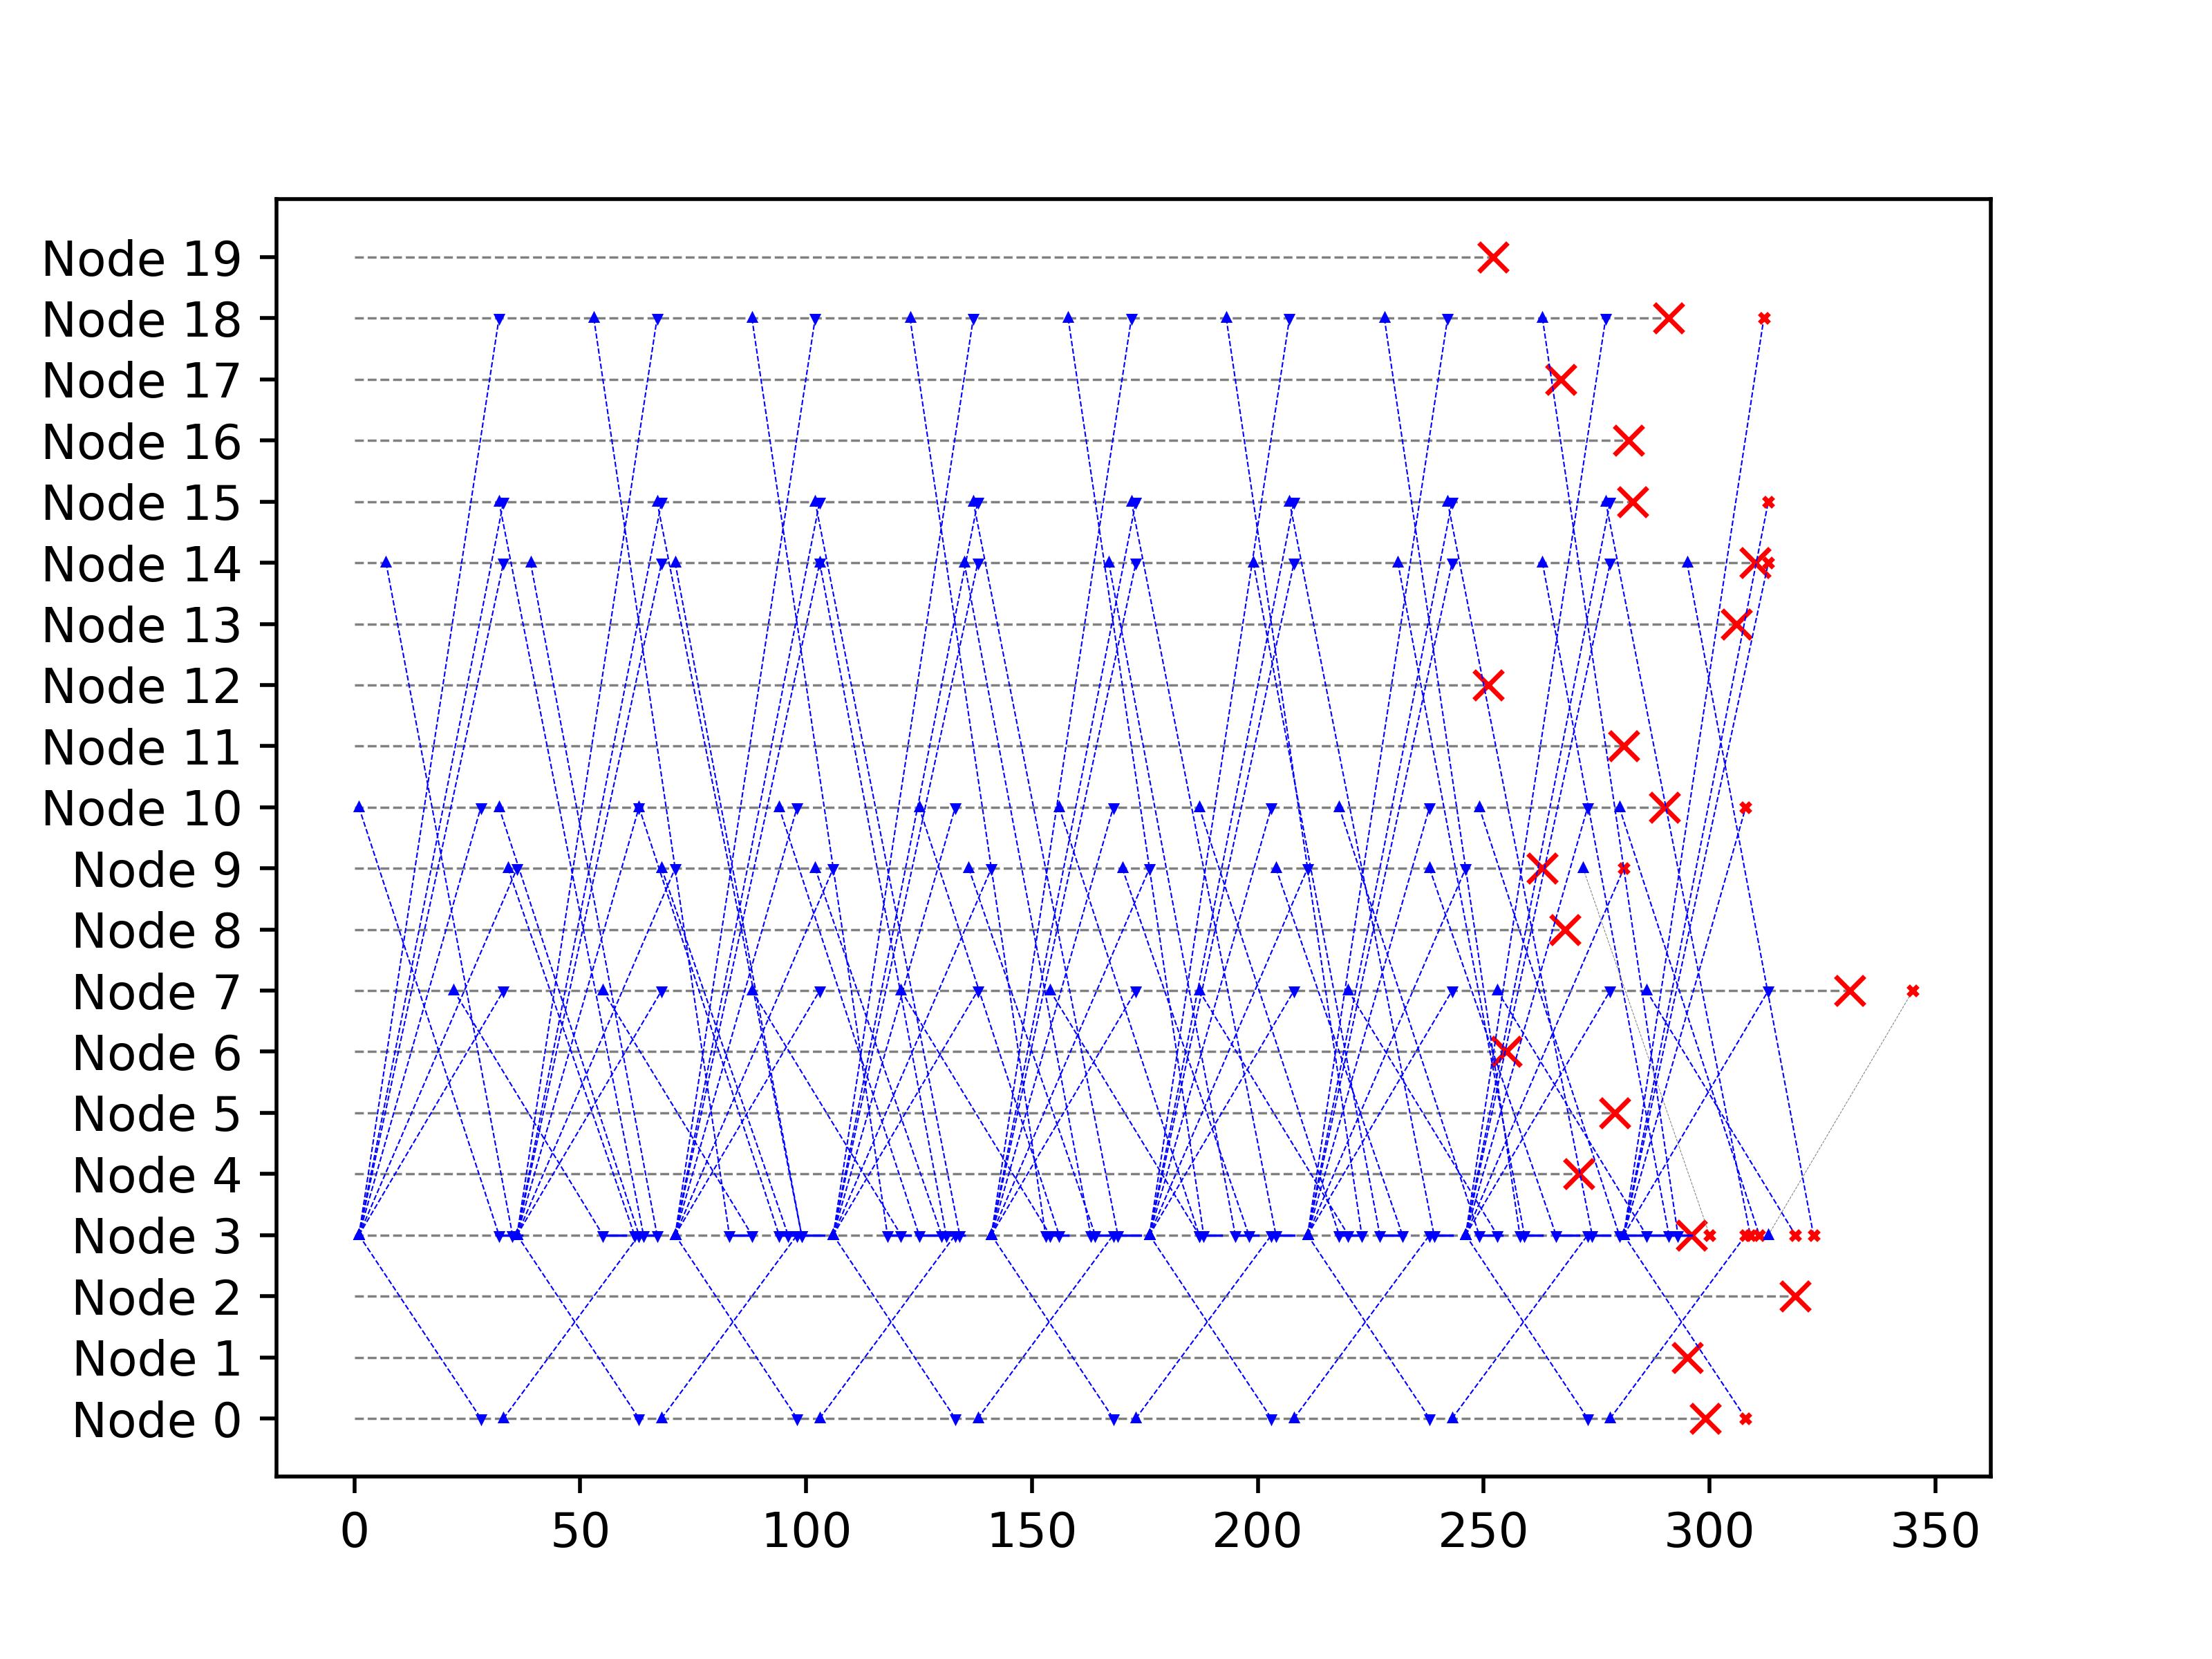 Node 19
Node 18
Node 17
Node 16
Node 15
Node 14
Node 13
Node 12
Node 11
Node 10
Node 9
Node 8
Node 7
Node 6
Node 5
Node 4
Node 3
Node 2
Node 1
Node 0
0 50 100 150 200 250 300 350